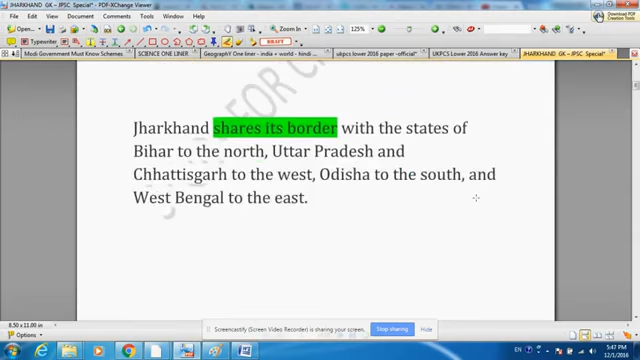 JHARKHAND GK - JPSC Special* - PDF-XChange Viewer
File Edit View Document Comments Tools Window Help
Open... Zoom In 125%
Typewriter DRAFT
Modi Government Must Know Schemes SCIENCE ONE LINER GeographY One liner - india + world - hindi ukpcs Lower 2016 paper -official* UKPCS Lower 2016 Answer key JHARKHAND GK – JPSC Special*
Jharkhand shares its border with the states of
Bihar to the north, Uttar Pradesh and
Chhattisgarh to the west, Odisha to the south, and
West Bengal to the east.
8.50 x 11.00 in
Options
Screencastify (Screen Video Recorder) is sharing your screen. Stop sharing Hide
EN 5:47 PM
12/1/2016